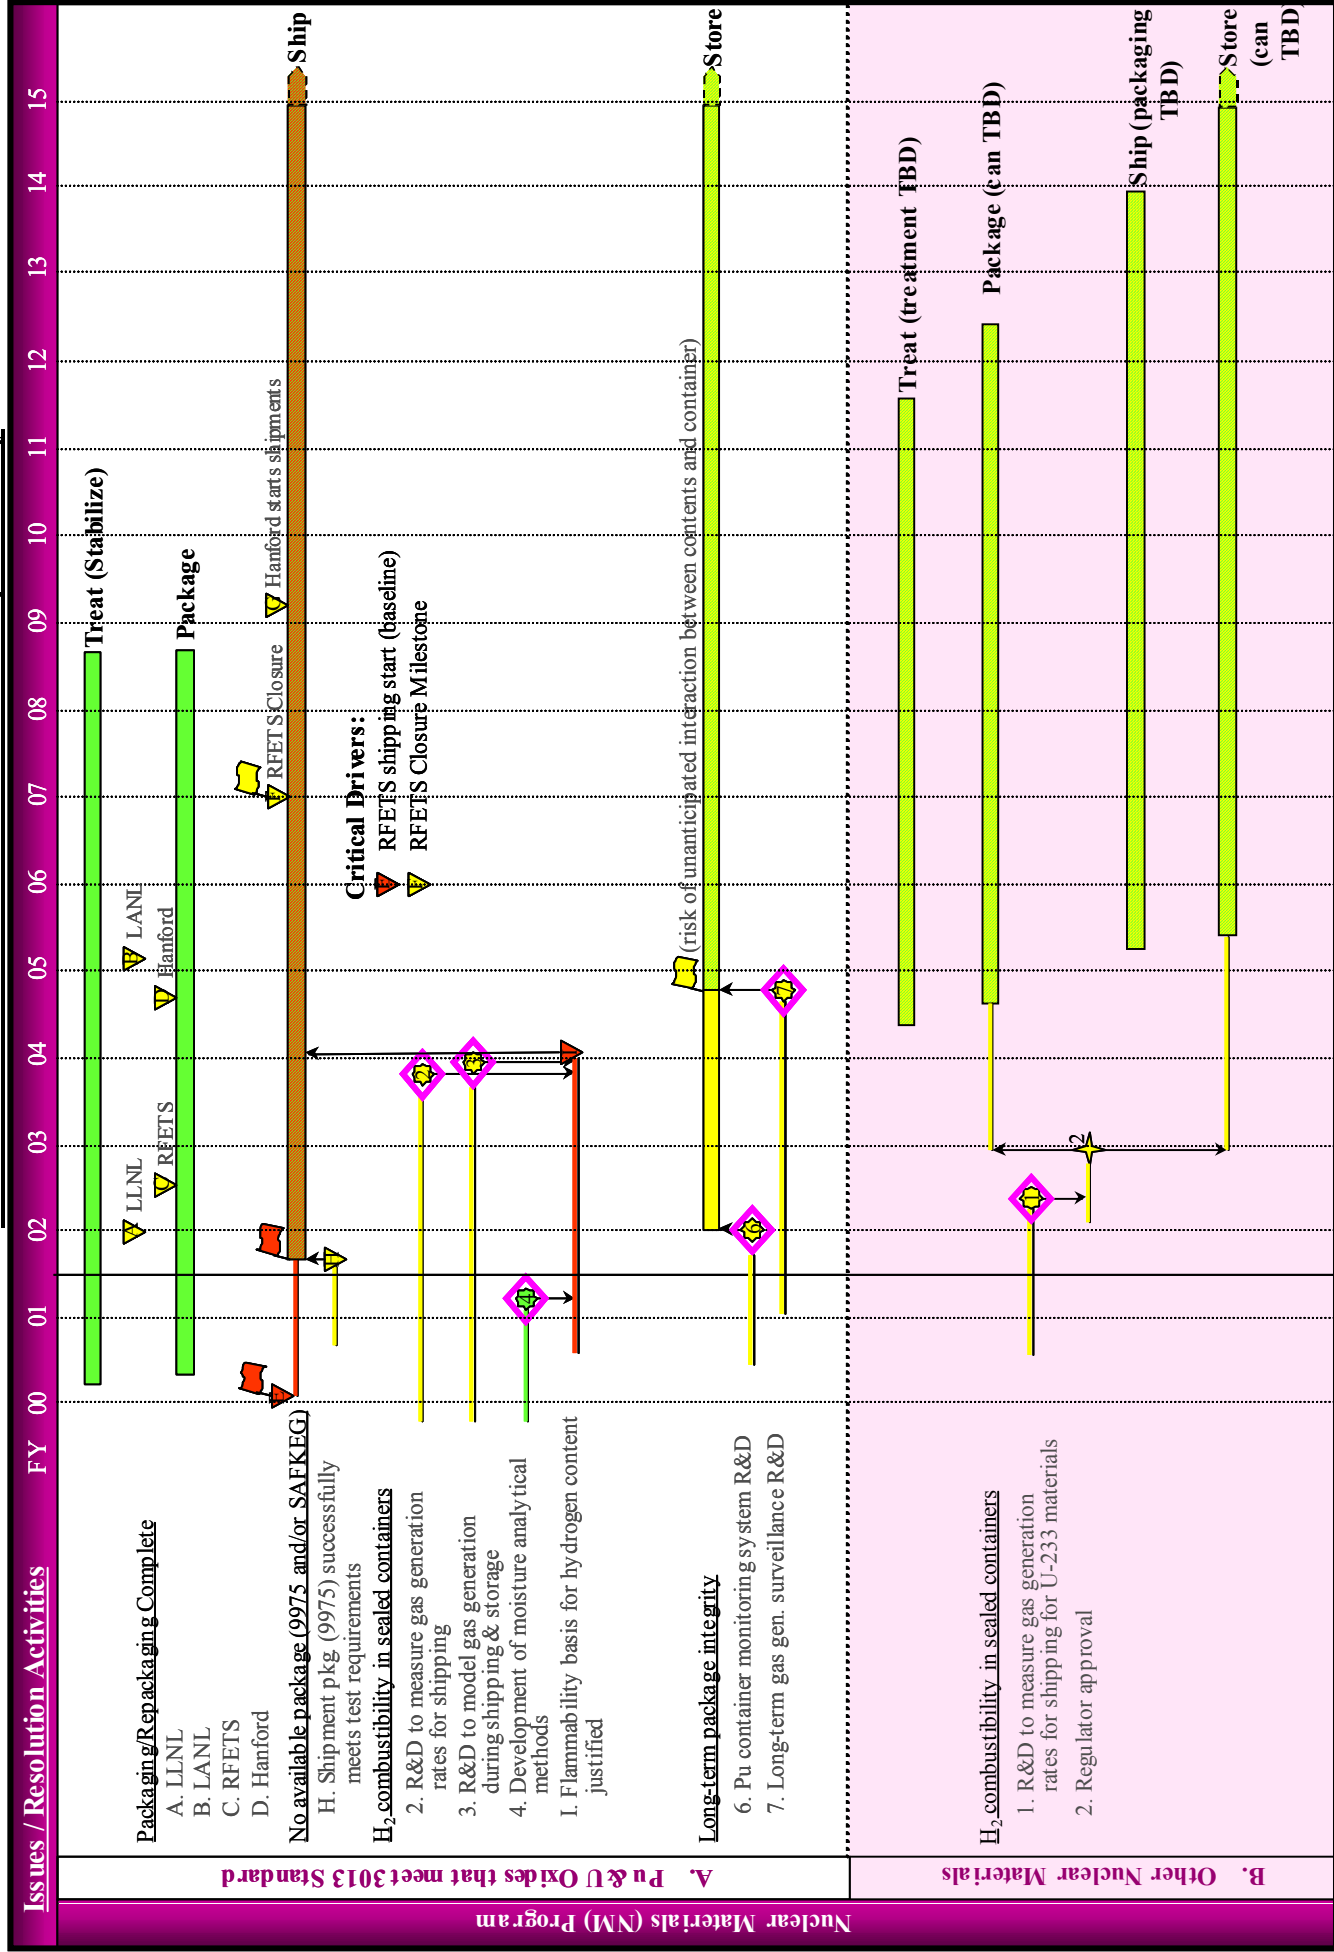 Issues / Resolution Activities
FY 00 01 02 03 04 05 06 07 08 09 10 11 12 13 14 15
Nuclear Materials (NM) Program
A. Pu & U Oxides that meet 3013 Standard
Treat (Stabilize)
Packaging/Repackaging Complete
A. LLNL
B. LANL
C. RFETS
D. Hanford
A LLNL
B LANL
C RFETS
D Hanford
Package
No available package (9975 and/or SAFKEG)
H. Shipment pkg (9975) successfully
meets test requirements
RFETS Closure
G Hanford starts shipments
Ship
Critical Drivers:
E RFETS shipping start (baseline)
F RFETS Closure Milestone
H2 combustibility in sealed containers
2. R&D to measure gas generation
rates for shipping
3. R&D to model gas generation
during shipping & storage
4. Development of moisture analytical
methods
I. Flammability basis for hydrogen content
justified
2
3
4
Long-term package integrity
6. Pu container monitoring system R&D
7. Long-term gas gen. surveillance R&D
(risk of unanticipated interaction between contents and container)
Store
6
7
B. Other Nuclear Materials
Treat (treatment TBD)
Package (can TBD)
H2 combustibility in sealed containers
1. R&D to measure gas generation
rates for shipping for U-233 materials
2. Regulator approval
1
2
Ship (packaging
TBD)
Store
(can
TBD)